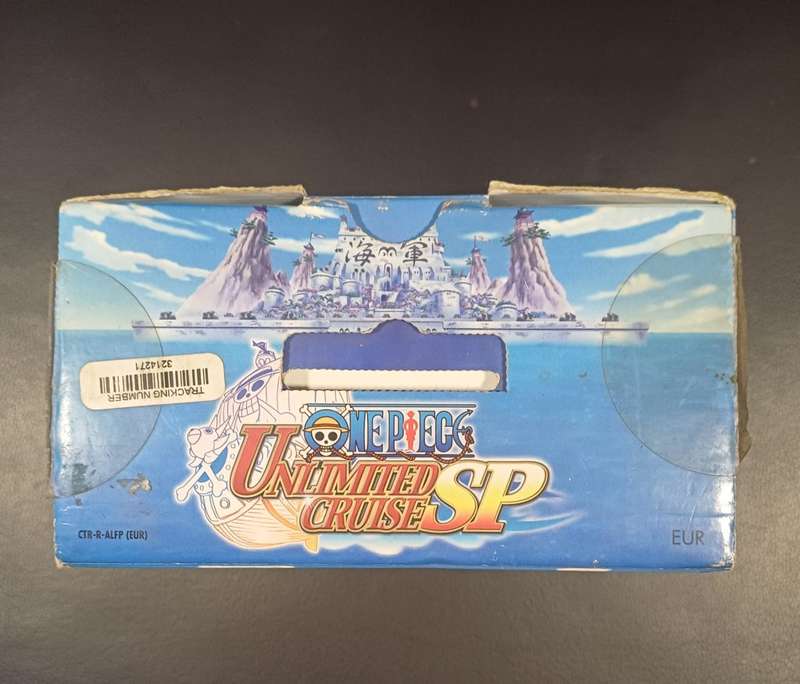 海軍
TRACKING NUMBER
3214271
ONE PIECE
UNLIMITED
CRUISE SP
CTR-R-ALFP (EUR)
EUR